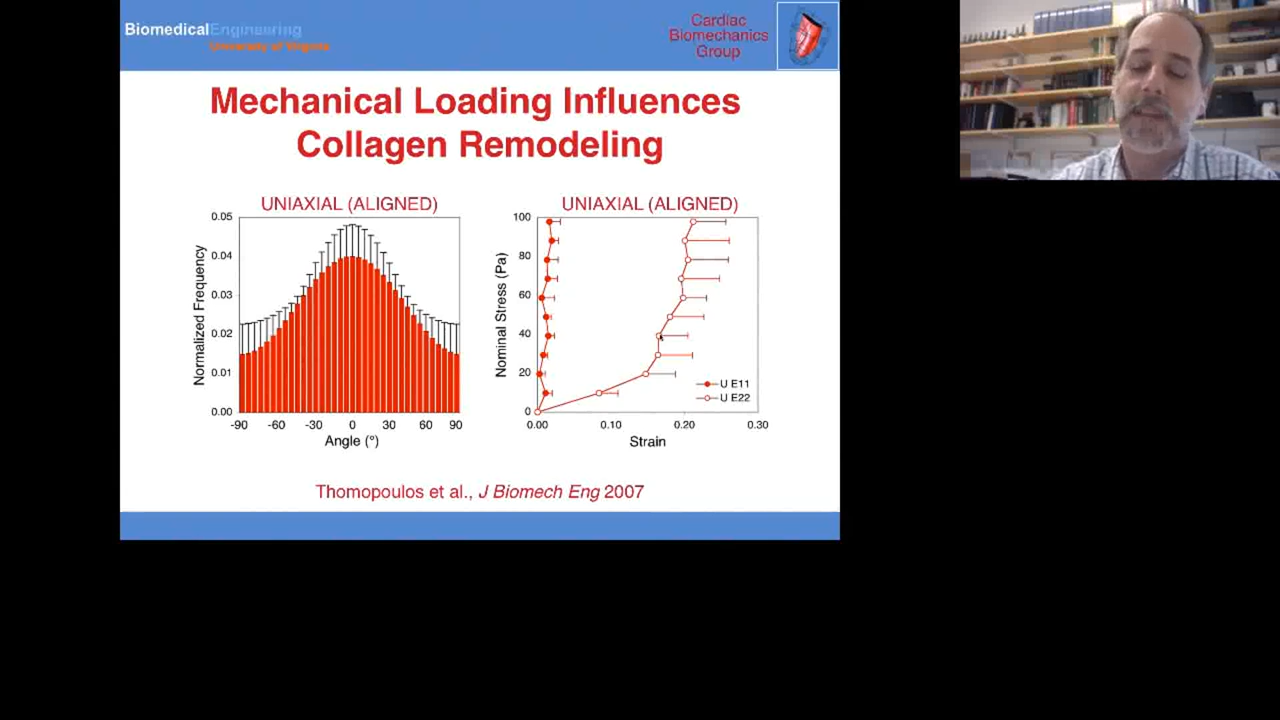 BiomedicalEngineering
University of Virginia
Cardiac
Biomechanics
Group
Mechanical Loading Influences
Collagen Remodeling
UNIAXIAL (ALIGNED)
0.05
0.04
0.03
0.02
0.01
0.00
Normalized Frequency
-90 -60 -30 0 30 60 90
Angle (°)
UNIAXIAL (ALIGNED)
100
80
60
40
20
0
Nominal Stress (Pa)
U E11
U E22
0.00 0.10 0.20 0.30
Strain
Thomopoulos et al., J Biomech Eng 2007